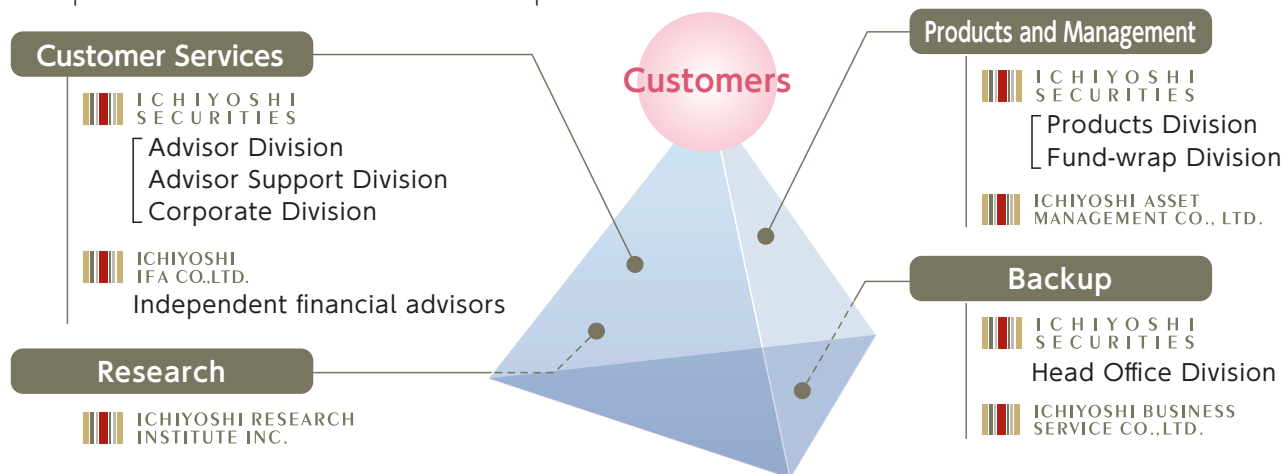 Customer Services
ICHIYOSHI
SECURITIES
Advisor Division
Advisor Support Division
Corporate Division
ICHIYOSHI
IFA CO.,LTD.
Independent financial advisors
Research
ICHIYOSHI RESEARCH
INSTITUTE INC.
Customers
Products and Management
ICHIYOSHI
SECURITIES
Products Division
Fund-wrap Division
ICHIYOSHI ASSET
MANAGEMENT CO., LTD.
Backup
ICHIYOSHI
SECURITIES
Head Office Division
ICHIYOSHI BUSINESS
SERVICE CO.,LTD.